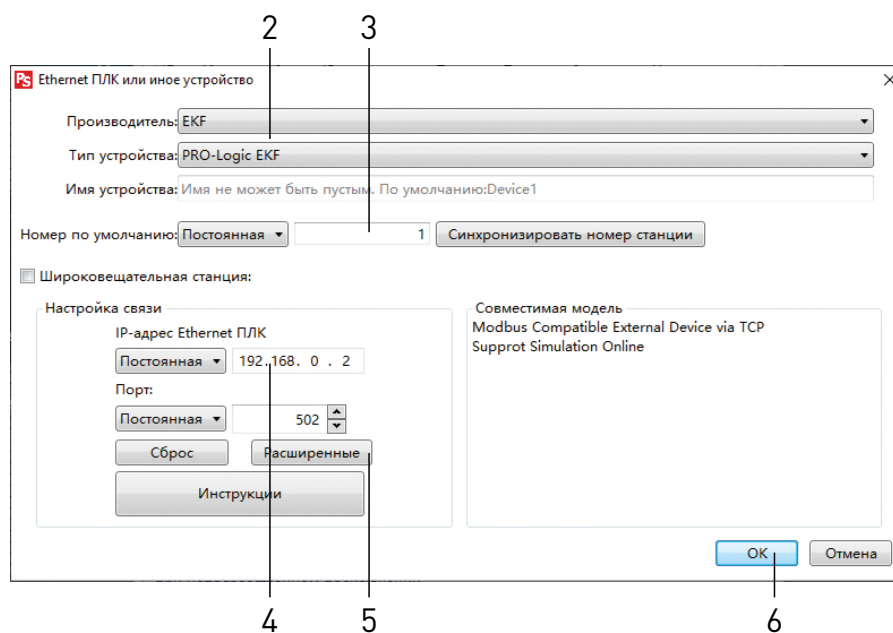 2 3
PS Ethernet ПЛК или иное устройство
Производитель: EKF
Тип устройства: PRO-Logic EKF
Имя устройства: Имя не может быть пустым. По умолчанию:Device1
Номер по умолчанию: Постоянная 1 Синхронизировать номер станции
Широковещательная станция:
Настройка связи
IP-адрес Ethernet ПЛК
Постоянная 192.168. 0 . 2
Порт:
Постоянная 502
Сброс Расширенные
Инструкции
Совместимая модель
Modbus Compatible External Device via TCP
Supprot Simulation Online
OK Отмена
4 5 6